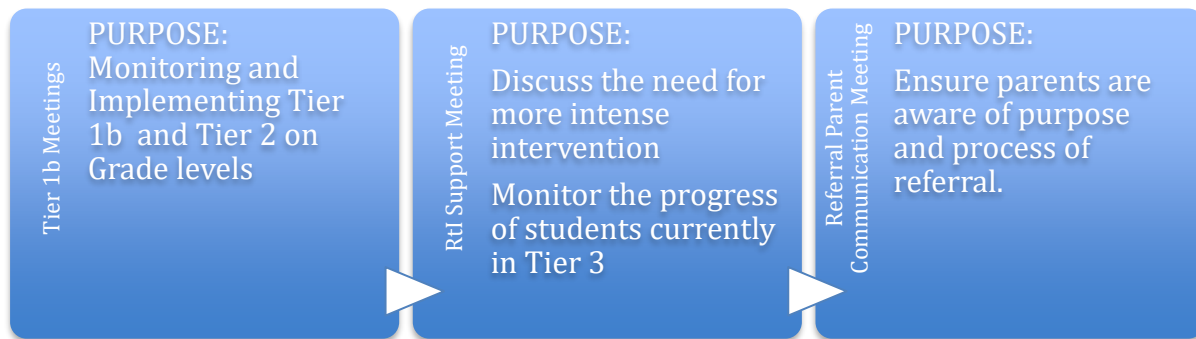 Tier 1b Meetings
PURPOSE:
Monitoring and
Implementing Tier
1b and Tier 2 on
Grade levels
RtI Support Meeting
PURPOSE:
Discuss the need for
more intense
intervention
Monitor the progress
of students currently
in Tier 3
Referral Parent
Communication Meeting
PURPOSE:
Ensure parents are
aware of purpose
and process of
referral.